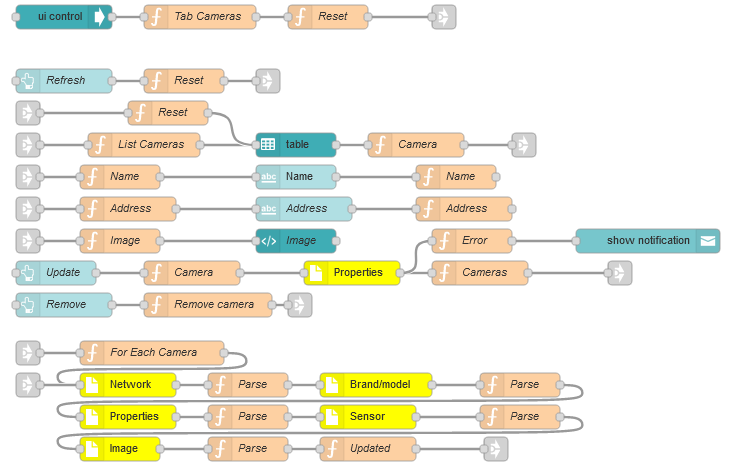 ui control Tab Cameras Reset
Refresh Reset
Reset
List Cameras table Camera
Name abc Name Name
Address abc Address Address
Image </> Image Error show notification
Update Camera Properties Cameras
Remove Remove camera
For Each Camera
Network Parse Brand/model Parse
Properties Parse Sensor Parse
Image Parse Updated